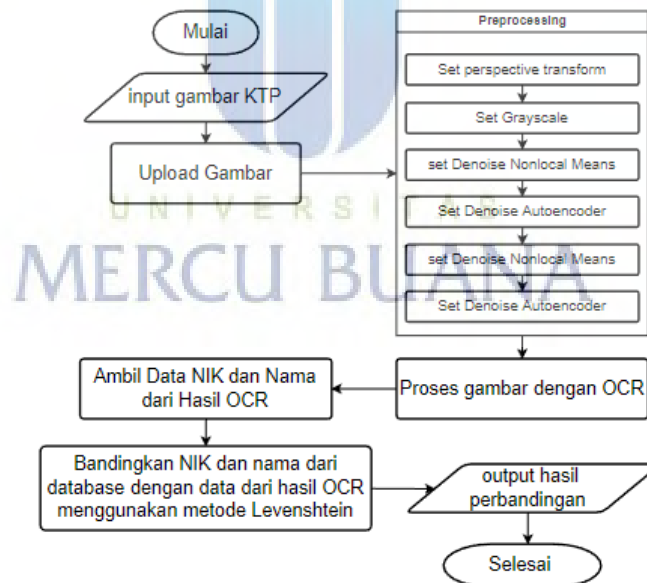 Mulai
input gambar KTP
Upload Gambar
Preprocessing
Set perspective transform
Set Grayscale
set Denoise Nonlocal Means
Set Denoise Autoencoder
set Denoise Nonlocal Means
Set Denoise Autoencoder
UNIVERSITAS
MERCU BUANA
Proses gambar dengan OCR
Ambil Data NIK dan Nama
dari Hasil OCR
Bandingkan NIK dan nama dari
database dengan data dari hasil OCR
menggunakan metode Levenshtein
output hasil
perbandingan
Selesai